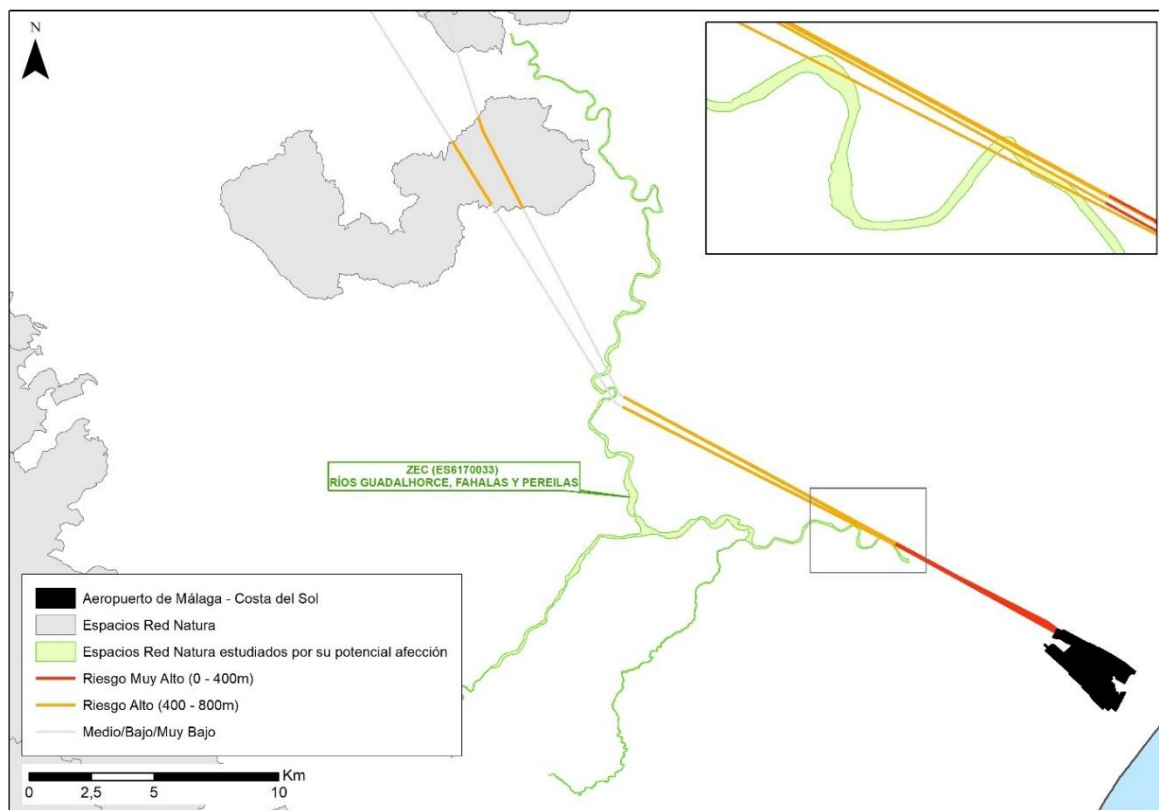 N
ZEC (ES6170033)
RÍOS GUADALHORCE, FAHALAS Y PEREILAS
Aeropuerto de Málaga - Costa del Sol
Espacios Red Natura
Espacios Red Natura estudiados por su potencial afección
Riesgo Muy Alto (0 - 400m)
Riesgo Alto (400 - 800m)
Medio/Bajo/Muy Bajo
Km
0 2,5 5 10